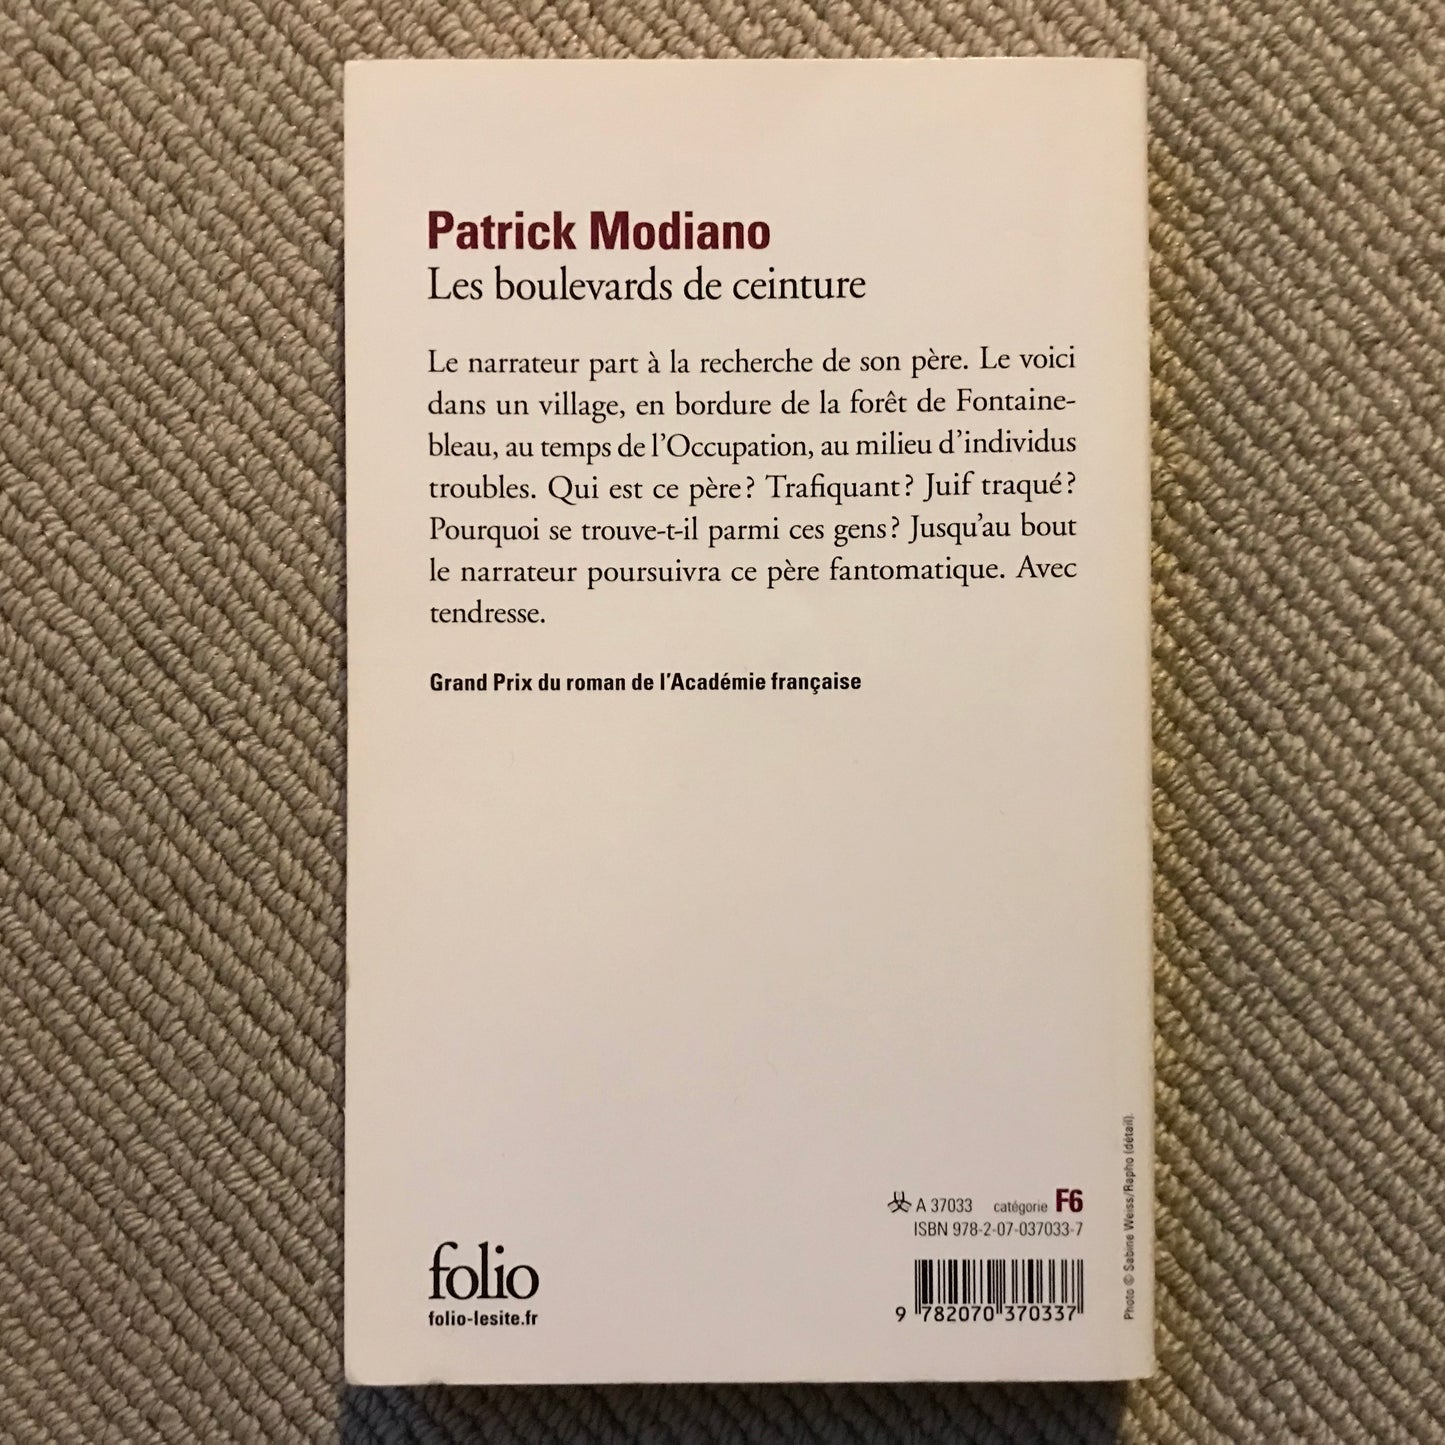 Patrick Modiano
Les boulevards de ceinture
Le narrateur part à la recherche de son père. Le voici
dans un village, en bordure de la forêt de Fontaine-
bleau, au temps de l'Occupation, au milieu d'individus
troubles. Qui est ce père ? Trafiquant ? Juif traqué ?
Pourquoi se trouve-t-il parmi ces gens ? Jusqu'au bout
le narrateur poursuivra ce père fantomatique. Avec
tendresse.
Grand Prix du roman de l'Académie française
A 37033 catégorie F6
ISBN 978-2-07-037033-7
9 782070 370337
folio
folio-lesite.fr
Photo © Sabine Weiss/Rapho (détail).